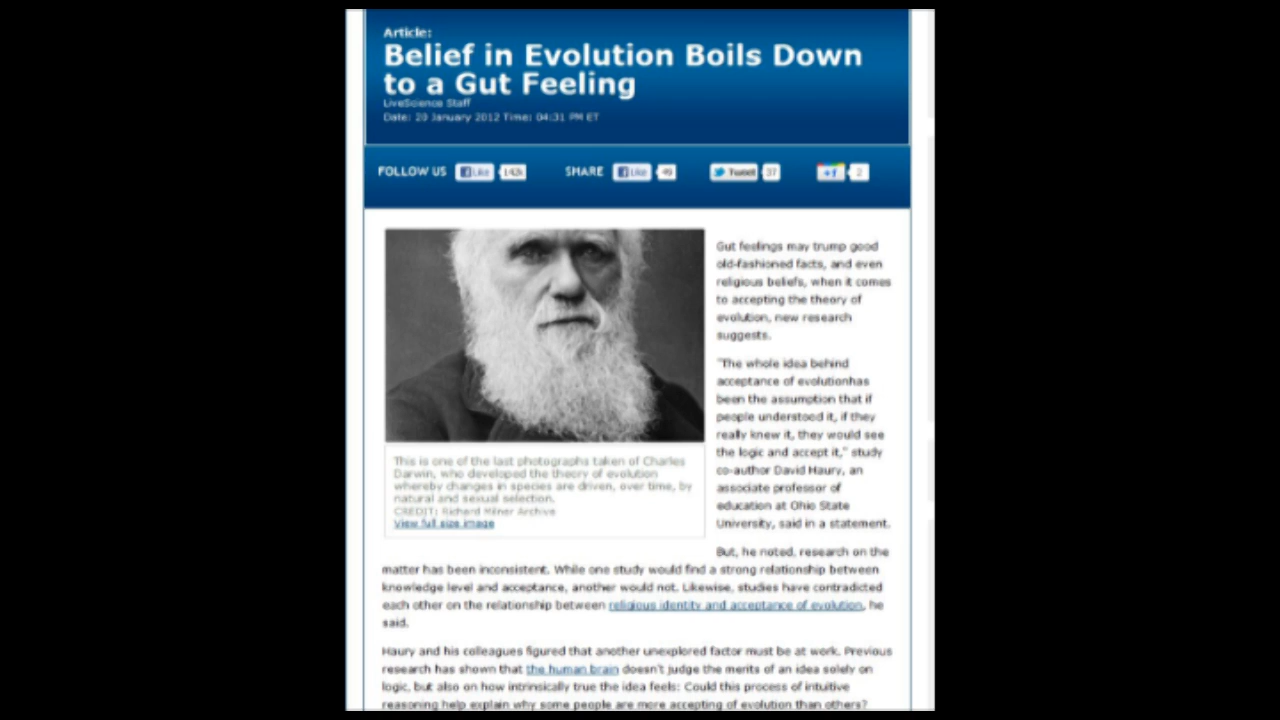 Article:
Belief in Evolution Boils Down
to a Gut Feeling
LiveScience Staff
Date: 20 January 2012 Time: 04:31 PM ET
FOLLOW US Like 142k SHARE Like 49 Tweet 37 +1 2
Gut feelings may trump good
old-fashioned facts, and even
religious beliefs, when it comes
to accepting the theory of
evolution, new research
suggests.
"The whole idea behind
acceptance of evolutionhas
been the assumption that if
people understood it, if they
really knew it, they would see
the logic and accept it," study
co-author David Haury, an
associate professor of
education at Ohio State
University, said in a statement.
This is one of the last photographs taken of Charles
Darwin, who developed the theory of evolution
whereby changes in species are driven, over time, by
natural and sexual selection.
CREDIT: Richard Milner Archive
View full size image
But, he noted, research on the
matter has been inconsistent. While one study would find a strong relationship between
knowledge level and acceptance, another would not. Likewise, studies have contradicted
each other on the relationship between religious identity and acceptance of evolution, he
said.
Haury and his colleagues figured that another unexplored factor must be at work. Previous
research has shown that the human brain doesn't judge the merits of an idea solely on
logic, but also on how intrinsically true the idea feels: Could this process of intuitive
reasoning help explain why some people are more accepting of evolution than others?